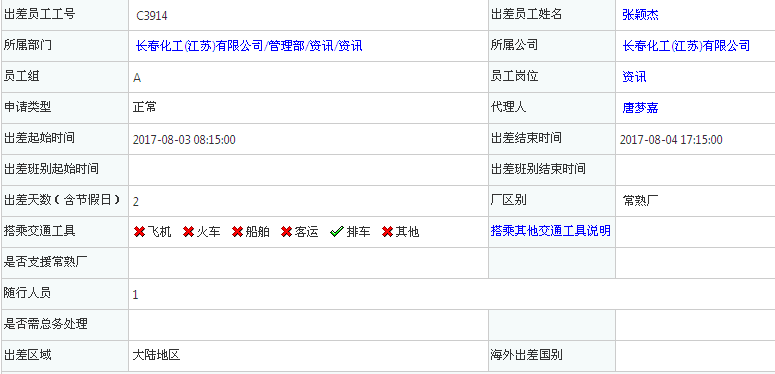 出差员工工号 C3914 出差员工姓名 张颖杰
所属部门 长春化工(江苏)有限公司/管理部/资讯/资讯 所属公司 长春化工(江苏)有限公司
员工组 A 员工岗位 资讯
申请类型 正常 代理人 唐梦嘉
出差起始时间 2017-08-03 08:15:00 出差结束时间 2017-08-04 17:15:00
出差班别起始时间 出差班别结束时间
出差天数(含节假日) 2 厂区别 常熟厂
搭乘交通工具 飞机 火车 船舶 客运 排车 其他 搭乘其他交通工具说明
是否支援常熟厂
随行人员 1
是否需总务处理
出差区域 大陆地区 海外出差国别